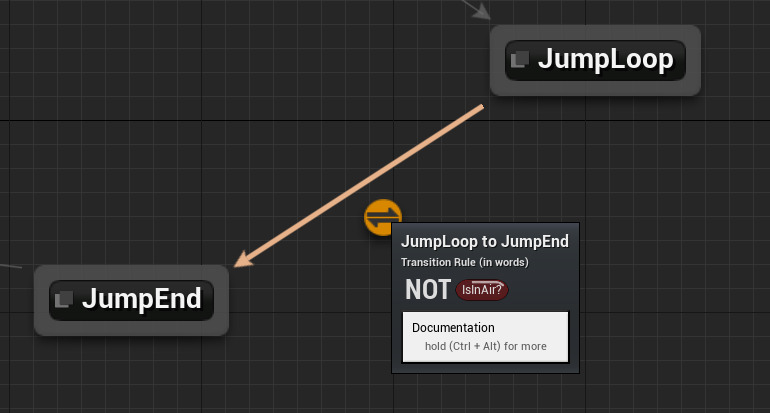 JumpLoop
JumpLoop to JumpEnd
Transition Rule (in words)
NOT IsInAir?
JumpEnd
Documentation
hold (Ctrl + Alt) for more